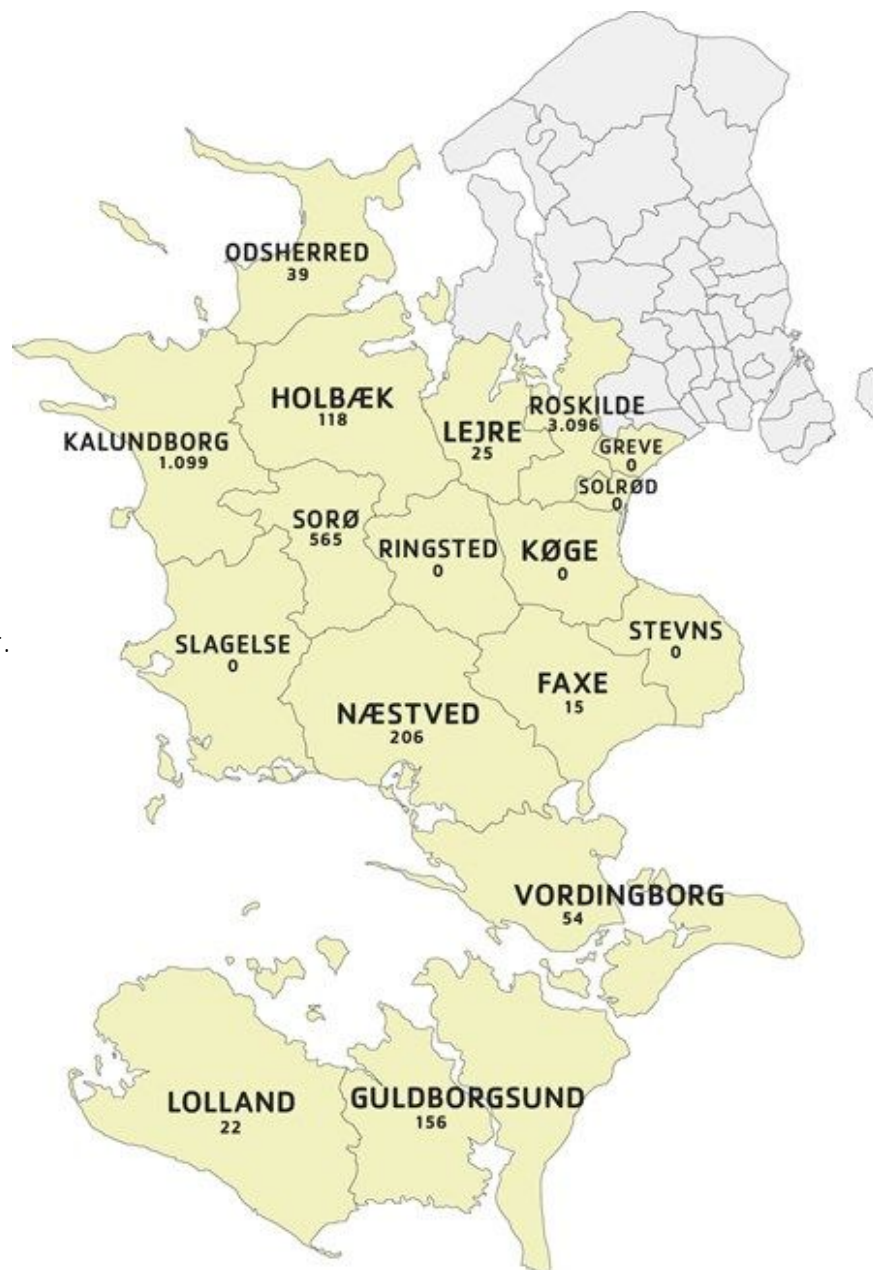 ODSHERRED
39
HOLBÆK
118
KALUNDBORG
1.099
LEJRE
25
ROSKILDE
3.096
GREVE
0
SOLRØD
0
SORØ
565
RINGSTED
0
KØGE
0
SLAGELSE
0
STEVNS
0
FAXE
15
NÆSTVED
206
VORDINGBORG
54
LOLLAND
22
GULDBORGSUND
156